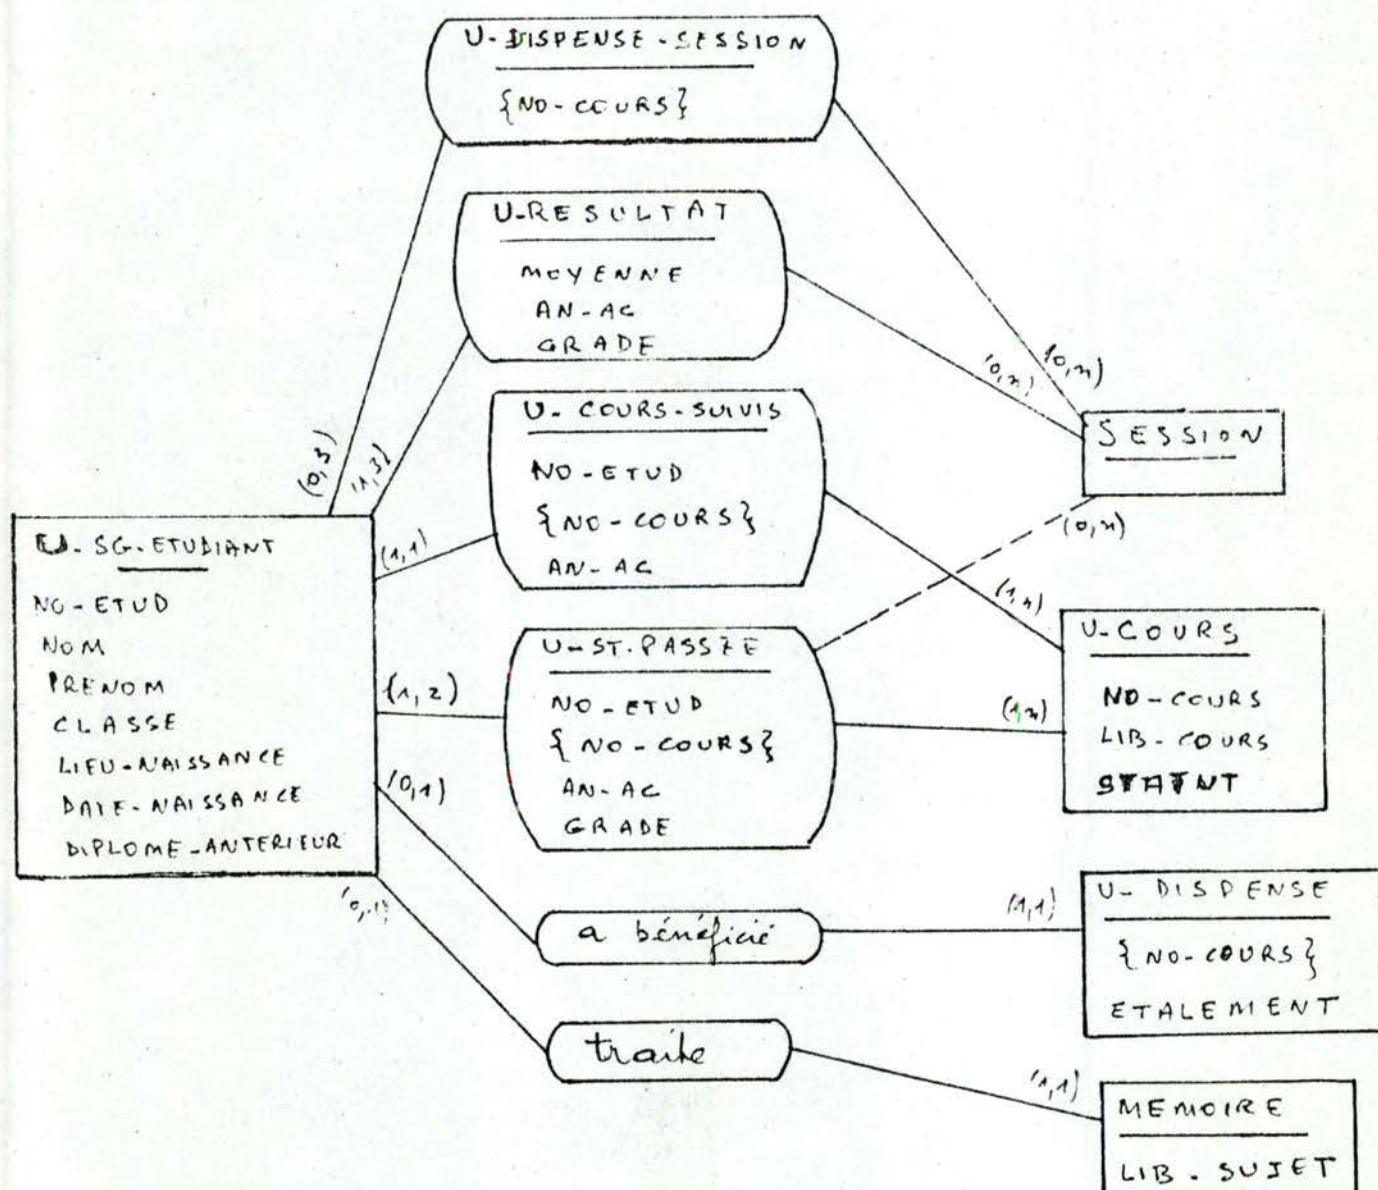 U-DISPENSE-SESSION
{NO-COURS}
U-RESULTAT
MOYENNE
AN-AC
GRADE
(0,n)
(0,n)
U-COURS-SUIVIS
NO-ETUD
{NO-COURS}
AN-AC
SESSION
(0,3)
(1,3)
(0,n)
U-SG-ETUDIANT
NO-ETUD
NOM
PRENOM
CLASSE
LIEU-NAISSANCE
DATE-NAISSANCE
DIPLOME-ANTERIEUR
(1,1)
(1,n)
U-ST.PASSEE
NO-ETUD
{NO-COURS}
AN-AC
GRADE
(1,2)
(1,n)
U-COURS
NO-COURS
LIB-COURS
(0,1)
a bénéficié
(1,1)
U-DISPENSE
{NO-COURS}
ETALEMENT
(0,1)
traite
(1,1)
MEMOIRE
LIB-SUJET